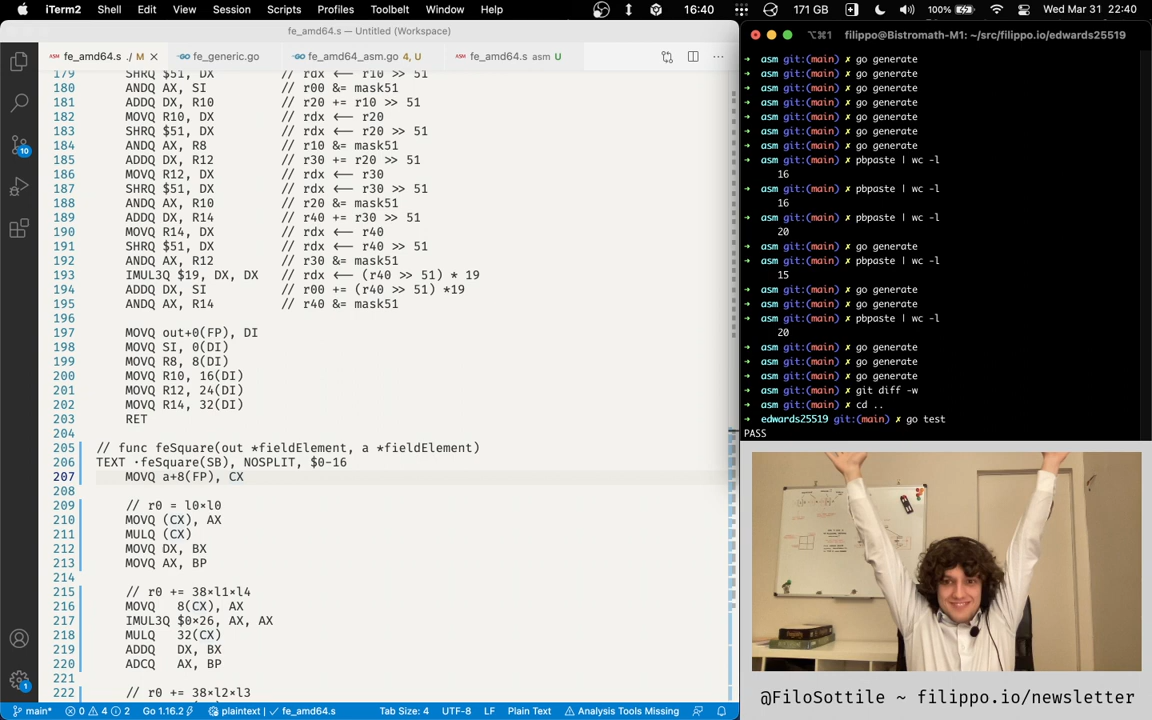 iTerm2 Shell Edit View Session Scripts Profiles Toolbelt Window Help 16:40 171 GB 100% Wed Mar 31 22:40
fe_amd64.s — Untitled (Workspace)
fe_amd64.s ./ M fe_generic.go fe_amd64_asm.go 4, U fe_amd64.s asm U
179 SHRQ $51, DX // rdx <— r10 >> 51
180 ANDQ AX, SI // r00 &= mask51
181 ADDQ DX, R10 // r20 += r10 >> 51
182 MOVQ R10, DX // rdx <— r20
183 SHRQ $51, DX // rdx <— r20 >> 51
184 ANDQ AX, R8 // r10 &= mask51
185 ADDQ DX, R12 // r30 += r20 >> 51
186 MOVQ R12, DX // rdx <— r30
187 SHRQ $51, DX // rdx <— r30 >> 51
188 ANDQ AX, R10 // r20 &= mask51
189 ADDQ DX, R14 // r40 += r30 >> 51
190 MOVQ R14, DX // rdx <— r40
191 SHRQ $51, DX // rdx <— r40 >> 51
192 ANDQ AX, R12 // r30 &= mask51
193 IMUL3Q $19, DX, DX // rdx <— (r40 >> 51) * 19
194 ADDQ DX, SI // r00 += (r40 >> 51) *19
195 ANDQ AX, R14 // r40 &= mask51
196
197 MOVQ out+0(FP), DI
198 MOVQ SI, 0(DI)
199 MOVQ R8, 8(DI)
200 MOVQ R10, 16(DI)
201 MOVQ R12, 24(DI)
202 MOVQ R14, 32(DI)
203 RET
204
205 // func feSquare(out *fieldElement, a *fieldElement)
206 TEXT ·feSquare(SB), NOSPLIT, $0-16
207 MOVQ a+8(FP), CX
208
209 // r0 = l0×l0
210 MOVQ (CX), AX
211 MULQ (CX)
212 MOVQ DX, BX
213 MOVQ AX, BP
214
215 // r0 += 38×l1×l4
216 MOVQ 8(CX), AX
217 IMUL3Q $0×26, AX, AX
218 MULQ 32(CX)
219 ADDQ DX, BX
220 ADCQ AX, BP
221
222 // r0 += 38×l2×l3
10
1
main* 0 4 2 Go 1.16.2 plaintext | ✓ fe_amd64.s Tab Size: 4 UTF-8 LF Plain Text Analysis Tools Missing
⌥⌘1 filippo@Bistromath-M1: ~/src/filippo.io/edwards25519
➜ asm git:(main) ✗ go generate
➜ asm git:(main) ✗ go generate
➜ asm git:(main) ✗ go generate
➜ asm git:(main) ✗ go generate
➜ asm git:(main) ✗ go generate
➜ asm git:(main) ✗ go generate
➜ asm git:(main) ✗ go generate
➜ asm git:(main) ✗ pbpaste | wc -l
16
➜ asm git:(main) ✗ pbpaste | wc -l
16
➜ asm git:(main) ✗ pbpaste | wc -l
20
➜ asm git:(main) ✗ go generate
➜ asm git:(main) ✗ pbpaste | wc -l
15
➜ asm git:(main) ✗ go generate
➜ asm git:(main) ✗ go generate
➜ asm git:(main) ✗ pbpaste | wc -l
20
➜ asm git:(main) ✗ go generate
➜ asm git:(main) ✗ go generate
➜ asm git:(main) ✗ go generate
➜ asm git:(main) ✗ git diff -w
➜ asm git:(main) ✗ cd ..
➜ edwards25519 git:(main) ✗ go test
PASS
@FiloSottile ~ filippo.io/newsletter